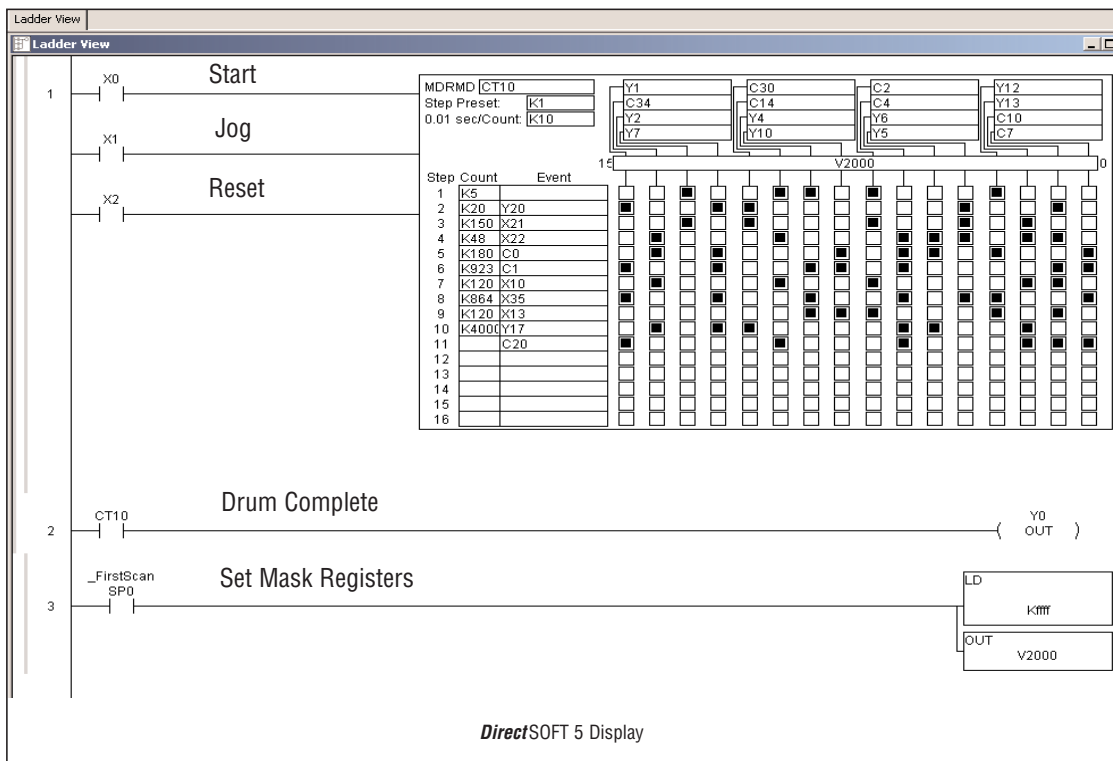 Ladder View
Ladder View
1
X0
Start
X1
Jog
X2
Reset
MDRMD CT10
Step Preset: K1
0.01 sec/Count: K10
Y1 C30 C2 Y12
C34 C14 C4 Y13
Y2 Y4 Y6 C10
Y7 Y10 Y5 C7
15 V2000 0
Step Count Event
1 K5
2 K20 Y20
3 K150 X21
4 K48 X22
5 K180 C0
6 K923 C1
7 K120 X10
8 K864 X35
9 K120 X13
10 K4000 Y17
11 C20
12
13
14
15
16
Drum Complete
2
CT10
Y0
OUT
Set Mask Registers
_FirstScan
SP0
3
LD
Kffff
OUT
V2000
DirectSOFT 5 Display